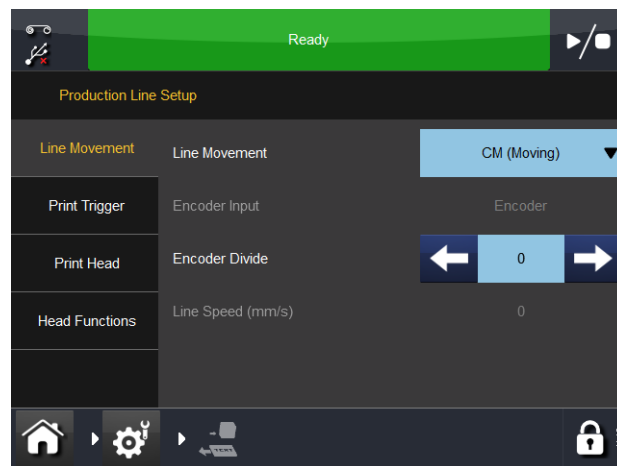 Ready
Production Line Setup
Line Movement
Line Movement
CM (Moving)
Print Trigger
Encoder Input
Encoder
Print Head
Encoder Divide
0
Head Functions
Line Speed (mm/s)
0
TEXT